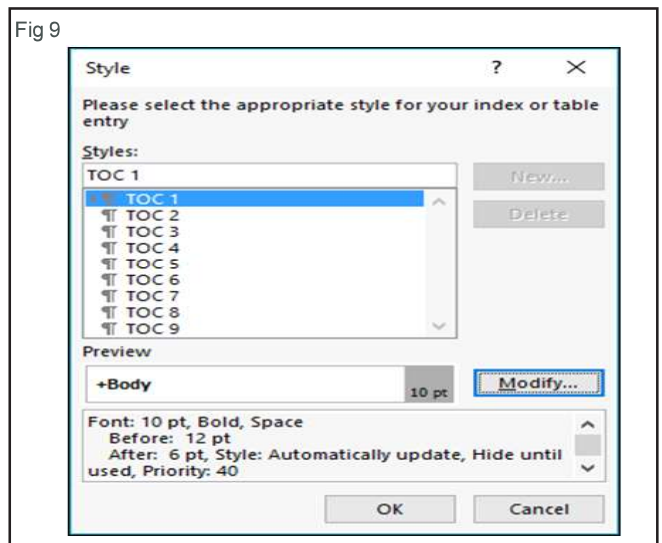 Fig 9
Style ?
Please select the appropriate style for your index or table
entry
Styles:
TOC 1
New...
TOC 1
TOC 2
Delete
TOC 3
TOC 4
TOC 5
TOC 6
TOC 7
TOC 8
TOC 9
Preview
+Body
10 pt
Modify...
Font: 10 pt, Bold, Space
Before: 12 pt
After: 6 pt, Style: Automatically update, Hide until
used, Priority: 40
OK Cancel